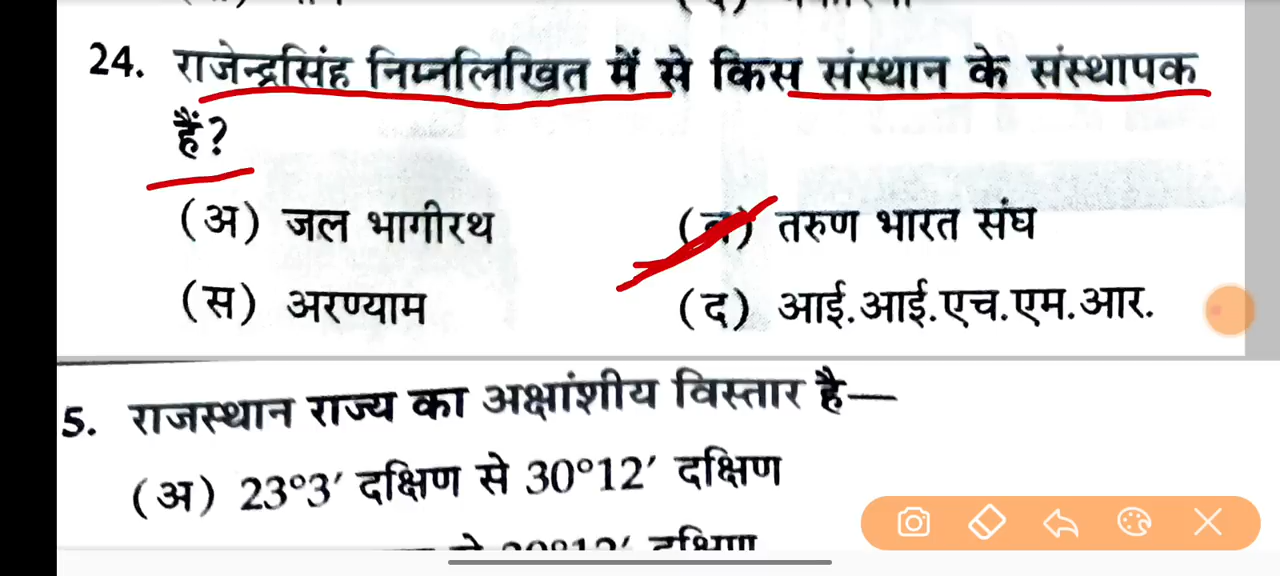 24. राजेन्द्रसिंह निम्नलिखित में से किस संस्थान के संस्थापक
हैं?
(अ) जल भागीरथ (ब) तरुण भारत संघ
(स) अरण्याम (द) आई.आई.एच.एम.आर.
5. राजस्थान राज्य का अक्षांशीय विस्तार है—
(अ) 23°3′ दक्षिण से 30°12′ दक्षिण